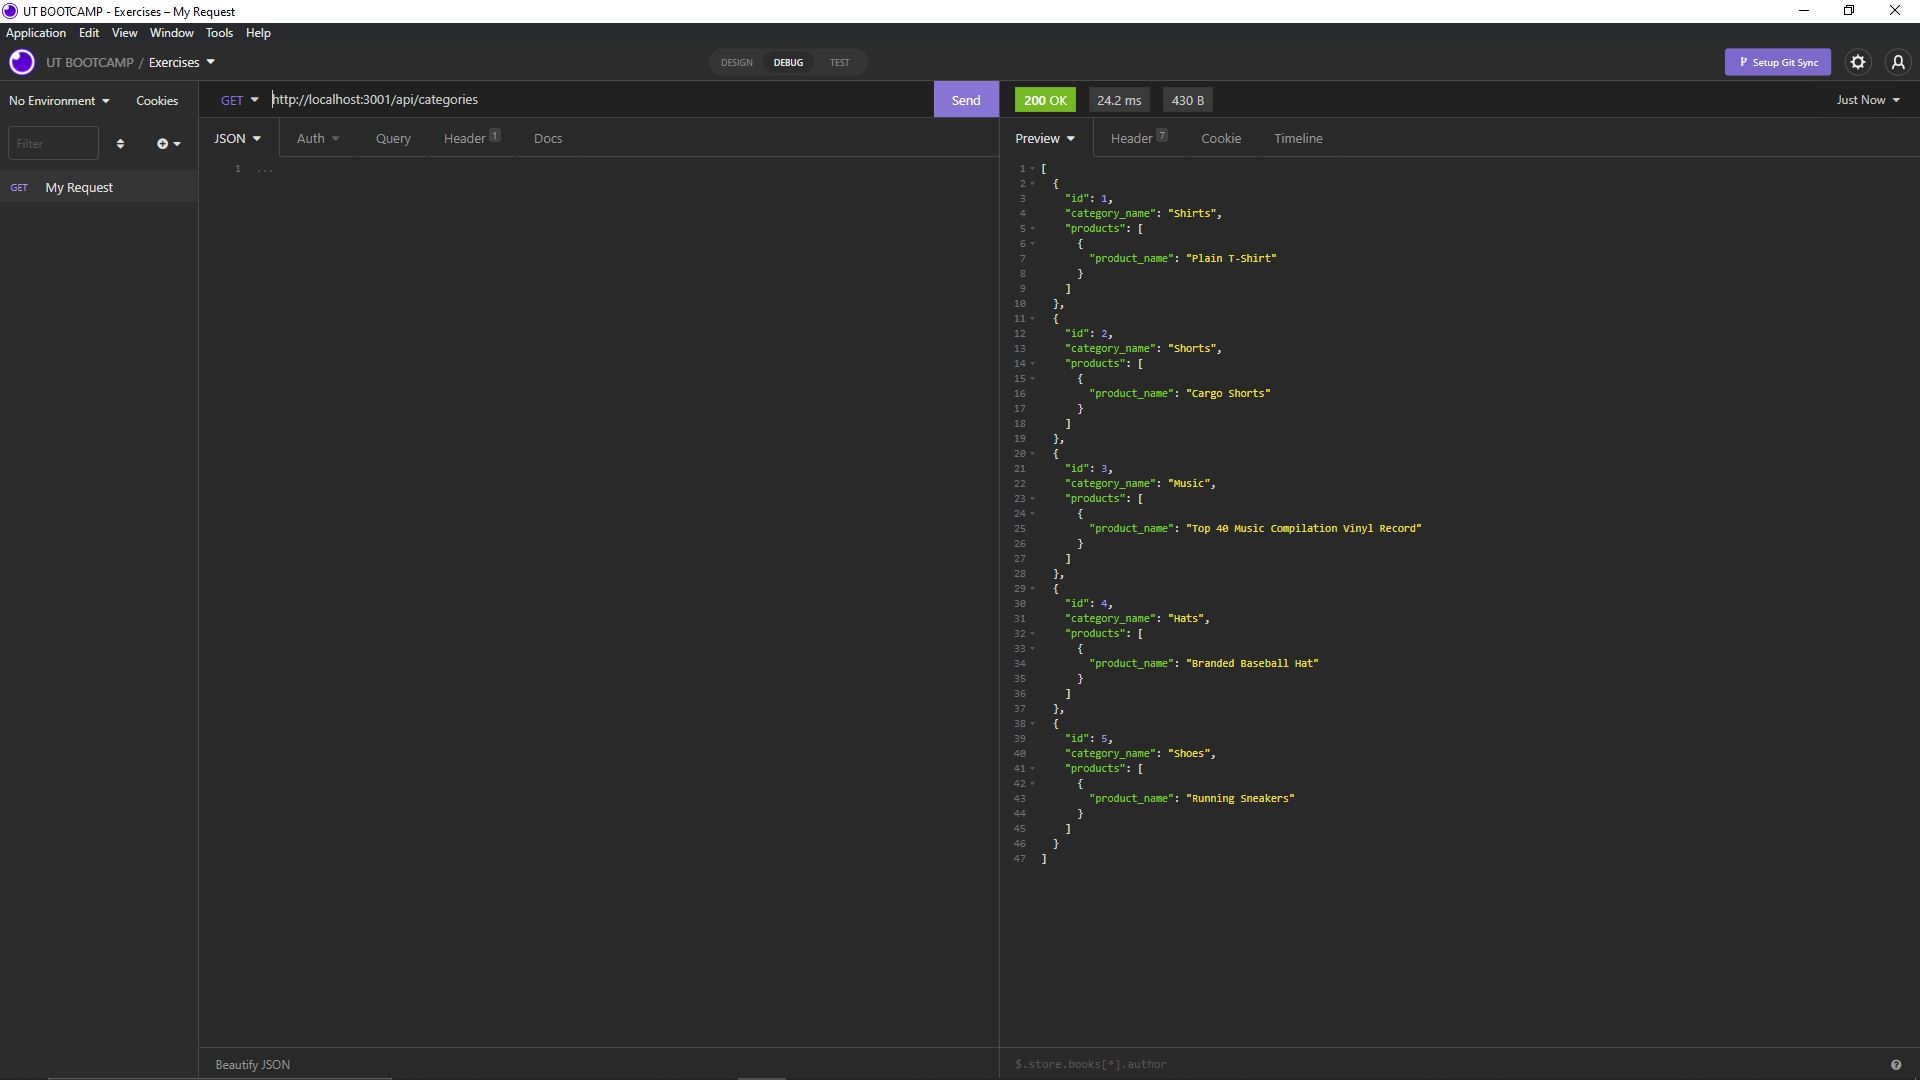 UT BOOTCAMP - Exercises – My Request
Application Edit View Window Tools Help
UT BOOTCAMP / Exercises
DESIGN DEBUG TEST
Setup Git Sync
No Environment Cookies
GET http://localhost:3001/api/categories
Send
200 OK 24.2 ms 430 B
Just Now
Filter
JSON Auth Query Header 1 Docs
Preview Header 7 Cookie Timeline
GET My Request
1 ...
1 [
2 {
3 "id": 1,
4 "category_name": "Shirts",
5 "products": [
6 {
7 "product_name": "Plain T-Shirt"
8 }
9 ]
10 },
11 {
12 "id": 2,
13 "category_name": "Shorts",
14 "products": [
15 {
16 "product_name": "Cargo Shorts"
17 }
18 ]
19 },
20 {
21 "id": 3,
22 "category_name": "Music",
23 "products": [
24 {
25 "product_name": "Top 40 Music Compilation Vinyl Record"
26 }
27 ]
28 },
29 {
30 "id": 4,
31 "category_name": "Hats",
32 "products": [
33 {
34 "product_name": "Branded Baseball Hat"
35 }
36 ]
37 },
38 {
39 "id": 5,
40 "category_name": "Shoes",
41 "products": [
42 {
43 "product_name": "Running Sneakers"
44 }
45 ]
46 }
47 ]
Beautify JSON
$.store.books[*].author